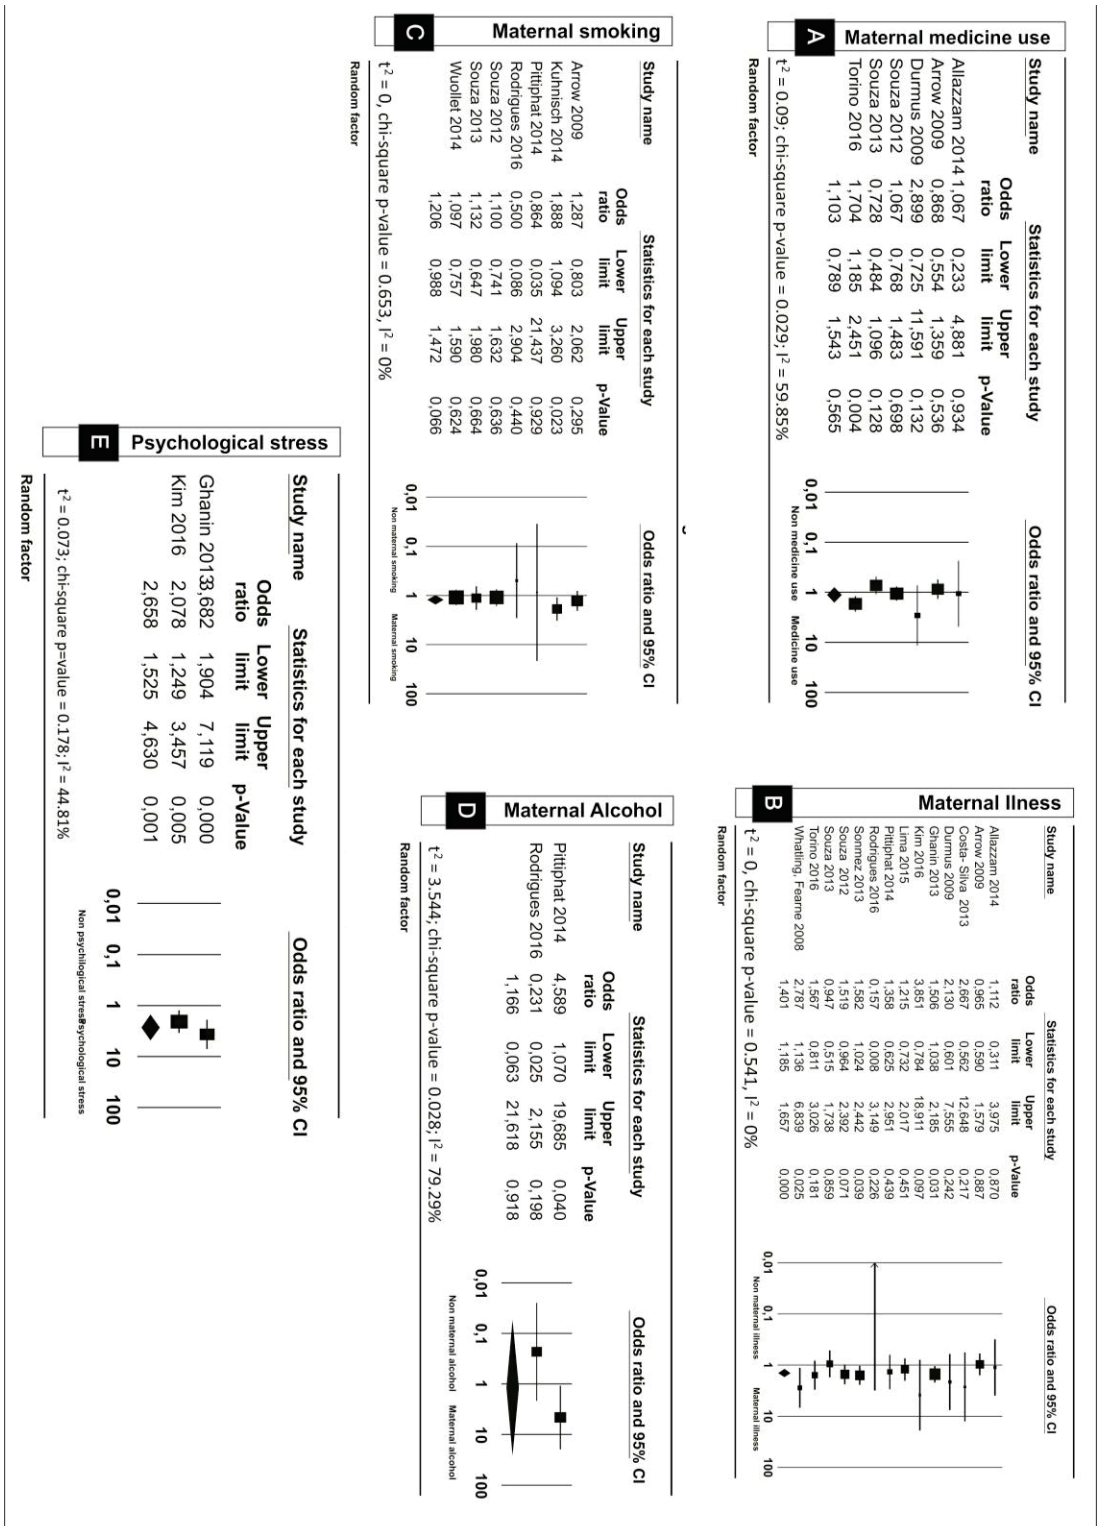 A Maternal medicine use
Study name Statistics for each study Odds ratio and 95% CI
Odds ratio Lower limit Upper limit p-Value
Allazzam 2014 1,067 0,233 4,881 0,934
Arrow 2009 0,868 0,554 1,359 0,536
Durmus 2009 2,899 0,725 11,591 0,132
Souza 2012 1,067 0,768 1,483 0,698
Souza 2013 0,728 0,484 1,096 0,128
Torino 2016 1,704 1,185 2,451 0,004
1,103 0,789 1,543 0,565
0,01 0,1 1 10 100
Non medicine use Medicine use
t² = 0.09; chi-square p-value = 0.029; I² = 59.85%
Random factor
B Maternal Ilness
Study name Statistics for each study Odds ratio and 95% CI
Odds ratio Lower limit Upper limit p-Value
Allazzam 2014 1,112 0,311 3,975 0,870
Arrow 2009 0,965 0,590 1,579 0,887
Costa- Silva 2013 2,667 0,562 12,648 0,217
Durmus 2009 2,130 0,601 7,555 0,242
Ghanin 2013 1,506 1,038 2,185 0,031
Kim 2016 3,851 0,784 18,911 0,097
Lima 2015 1,215 0,732 2,017 0,451
Pittiphat 2014 1,358 0,625 2,951 0,439
Rodrigues 2016 0,157 0,008 3,149 0,226
Sonmez 2013 1,582 1,024 2,442 0,039
Souza 2012 1,519 0,964 2,392 0,071
Souza 2013 0,947 0,515 1,738 0,859
Torino 2016 1,567 0,811 3,026 0,181
Whatling, Fearne 2008 2,787 1,136 6,839 0,025
1,401 1,185 1,657 0,000
0,01 0,1 1 10 100
Non maternal illness Maternal illness
t² = 0, chi-square p-value = 0.541, I² = 0%
Random factor
C Maternal smoking
Study name Statistics for each study Odds ratio and 95% CI
Odds ratio Lower limit Upper limit p-Value
Arrow 2009 1,287 0,803 2,062 0,295
Kuhnisch 2014 1,888 1,094 3,260 0,023
Pittiphat 2014 0,864 0,035 21,437 0,929
Rodrigues 2016 0,500 0,086 2,904 0,440
Souza 2012 1,100 0,741 1,632 0,636
Souza 2013 1,132 0,647 1,980 0,664
Wuollet 2014 1,097 0,757 1,590 0,624
1,206 0,988 1,472 0,066
0,01 0,1 1 10 100
Non maternal smoking Maternal smoking
t² = 0, chi-square p-value = 0.653, I² = 0%
Random factor
D Maternal Alcohol
Study name Statistics for each study Odds ratio and 95% CI
Odds ratio Lower limit Upper limit p-Value
Pittiphat 2014 4,589 1,070 19,685 0,040
Rodrigues 2016 0,231 0,025 2,155 0,198
1,166 0,063 21,618 0,918
0,01 0,1 1 10 100
Non maternal alcohol Maternal alcohol
t² = 3.544; chi-square p-value = 0.028; I² = 79.29%
Random factor
E Psychological stress
Study name Statistics for each study Odds ratio and 95% CI
Odds ratio Lower limit Upper limit p-Value
Ghanin 2013 3,682 1,904 7,119 0,000
Kim 2016 2,078 1,249 3,457 0,005
2,658 1,525 4,630 0,001
0,01 0,1 1 10 100
Non psychilogical stress Psychological stress
t² = 0.073; chi-square p=value = 0.178; I² = 44.81%
Random factor